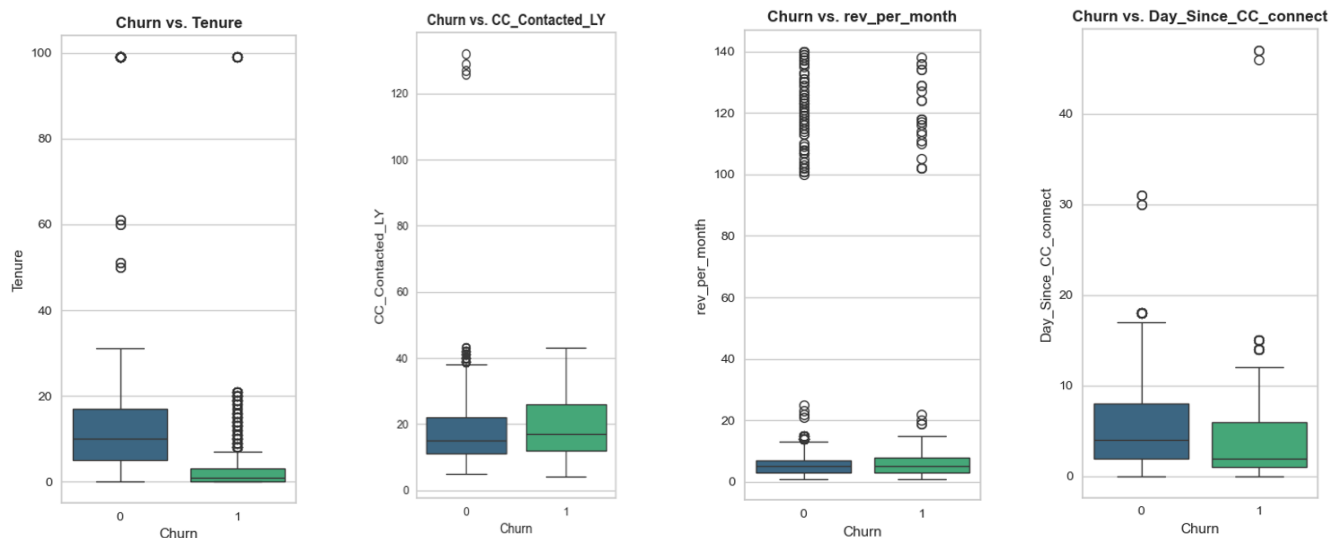 Churn vs. Tenure
100
80
60
40
20
0
Tenure
0 1
Churn
Churn vs. CC_Contacted_LY
120
100
80
60
40
20
0
CC_Contacted_LY
0 1
Churn
Churn vs. rev_per_month
140
120
100
80
60
40
20
0
rev_per_month
0 1
Churn
Churn vs. Day_Since_CC_connect
40
30
20
10
0
Day_Since_CC_connect
0 1
Churn